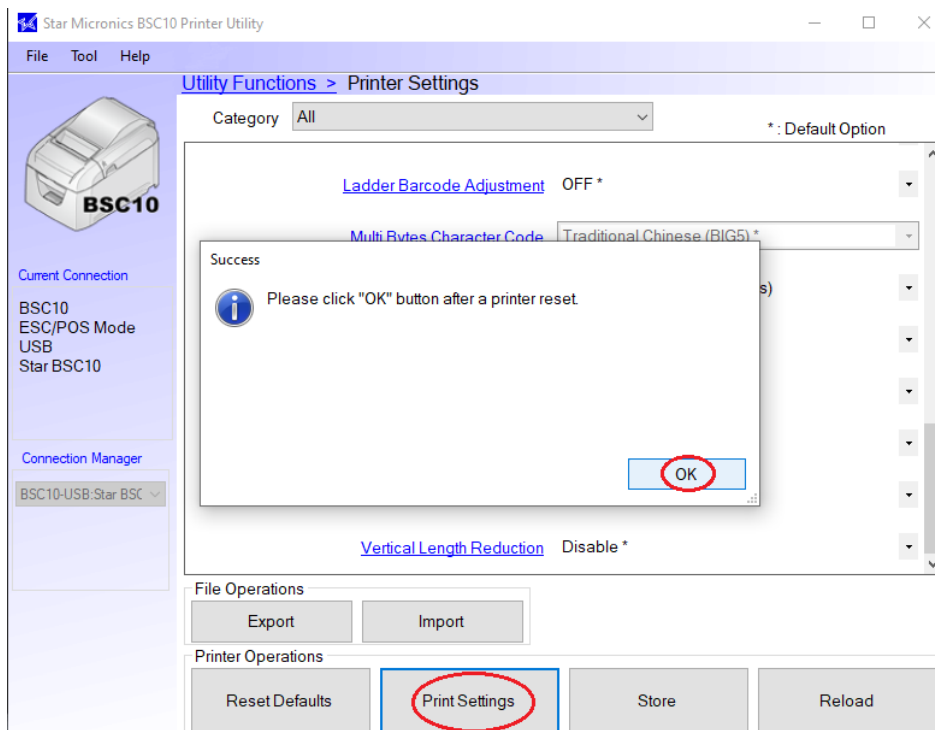 Star Micronics BSC10 Printer Utility
File Tool Help
Utility Functions > Printer Settings
Category All
* : Default Option
BSC10
Ladder Barcode Adjustment OFF *
Multi Bytes Character Code Traditional Chinese (BIG5) *
Success
Please click "OK" button after a printer reset.
s)
OK
Current Connection
BSC10
ESC/POS Mode
USB
Star BSC10
Connection Manager
BSC10-USB:Star BSC
Vertical Length Reduction Disable *
File Operations
Export Import
Printer Operations
Reset Defaults Print Settings Store Reload